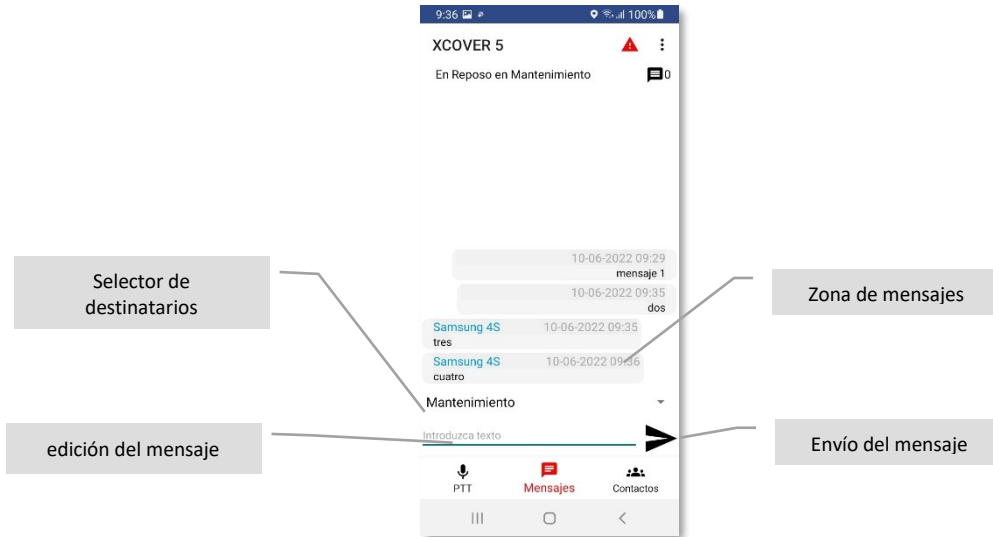 9:36 100%
XCOVER 5
En Reposo en Mantenimiento 0
10-06-2022 09:29
mensaje 1
10-06-2022 09:35
dos
Samsung 4S 10-06-2022 09:35
tres
Samsung 4S 10-06-2022 09:36
cuatro
Mantenimiento
Introduzca texto
PTT Mensajes Contactos
Selector de
destinatarios
edición del mensaje
Zona de mensajes
Envío del mensaje